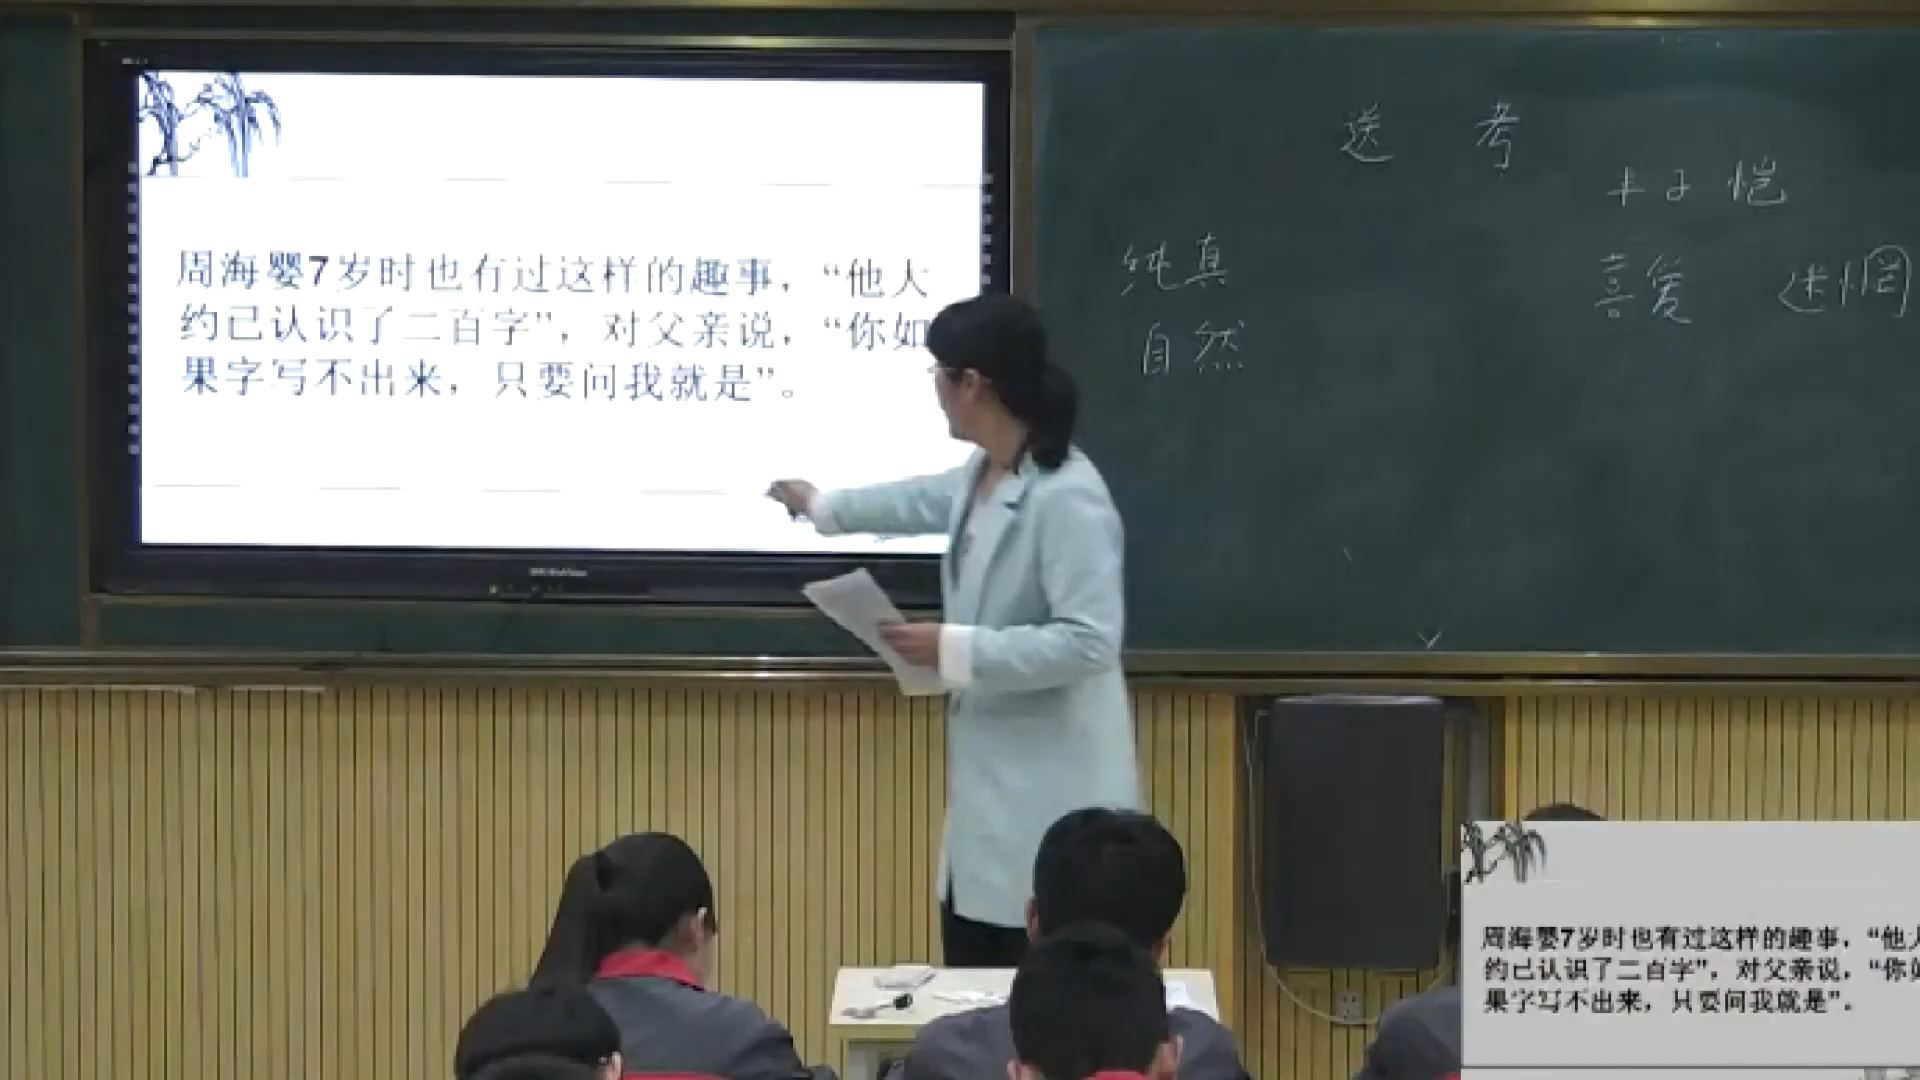 周海婴7岁时也有过这样的趣事，“他大
约已认识了二百字”，对父亲说，“你如
果字写不出来，只要问我就是”。
送 考
丰子恺
纯真
喜爱 迷惘
自然
周海婴7岁时也有过这样的趣事，“他
约已认识了二百字”，对父亲说，“你
果字写不出来，只要问我就是”。